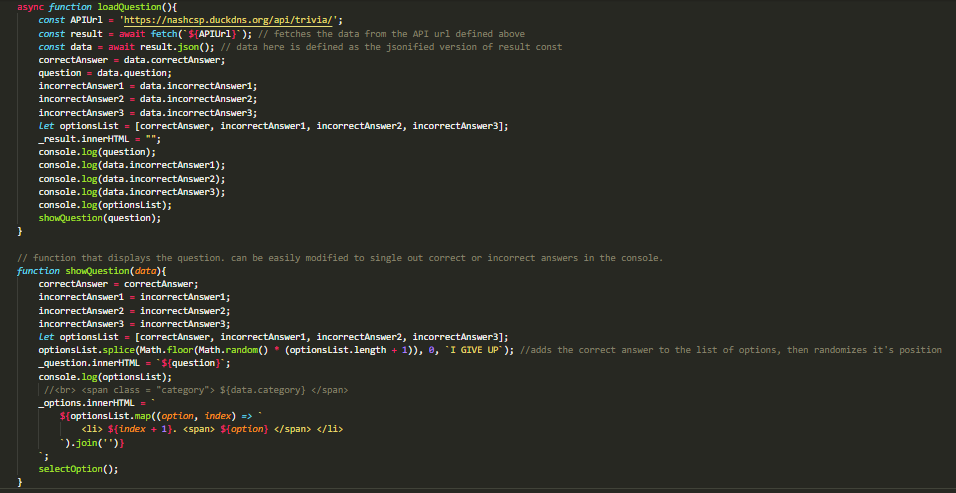 async function loadQuestion(){
const APIUrl = 'https://nashcsp.duckdns.org/api/trivia/';
const result = await fetch(`${APIUrl}`); // fetches the data from the API url defined above
const data = await result.json(); // data here is defined as the jsonified version of result const
correctAnswer = data.correctAnswer;
question = data.question;
incorrectAnswer1 = data.incorrectAnswer1;
incorrectAnswer2 = data.incorrectAnswer2;
incorrectAnswer3 = data.incorrectAnswer3;
let optionsList = [correctAnswer, incorrectAnswer1, incorrectAnswer2, incorrectAnswer3];
_result.innerHTML = "";
console.log(question);
console.log(data.incorrectAnswer1);
console.log(data.incorrectAnswer2);
console.log(data.incorrectAnswer3);
console.log(optionsList);
showQuestion(question);
}
// function that displays the question. can be easily modified to single out correct or incorrect answers in the console.
function showQuestion(data){
correctAnswer = correctAnswer;
incorrectAnswer1 = incorrectAnswer1;
incorrectAnswer2 = incorrectAnswer2;
incorrectAnswer3 = incorrectAnswer3;
let optionsList = [correctAnswer, incorrectAnswer1, incorrectAnswer2, incorrectAnswer3];
optionsList.splice(Math.floor(Math.random() * (optionsList.length + 1)), 0, `I GIVE UP`); //adds the correct answer to the list of options, then randomizes it's position
_question.innerHTML = `${question}`;
console.log(optionsList);
//<br> <span class = "category"> ${data.category} </span>
_options.innerHTML = `
${optionsList.map((option, index) => `
<li> ${index + 1}. <span> ${option} </span> </li>
`).join('')}
`;
selectOption();
}